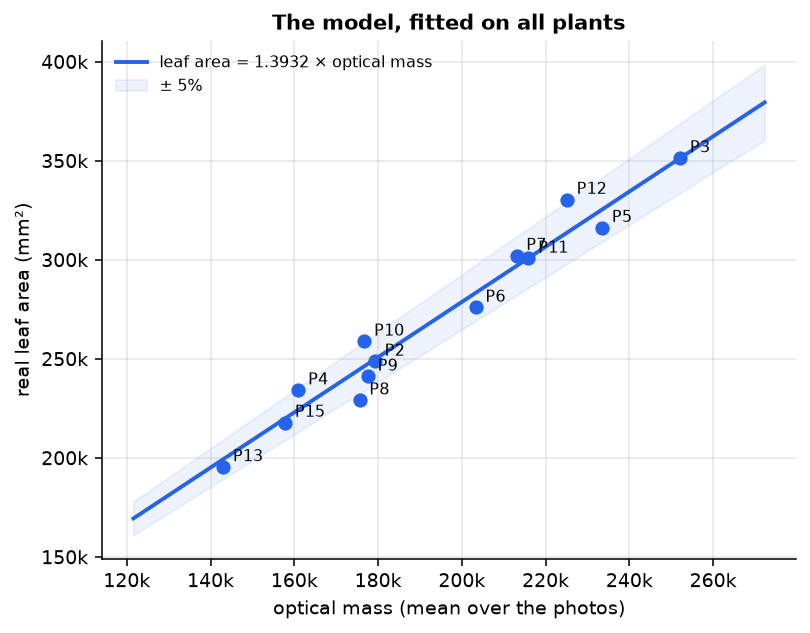 The model, fitted on all plants
leaf area = 1.3932 × optical mass
± 5%
400k
350k
300k
250k
200k
150k
real leaf area (mm²)
P3
P12
P5
P7
P11
P6
P10
P2
P9
P4
P8
P15
P13
120k 140k 160k 180k 200k 220k 240k 260k
optical mass (mean over the photos)